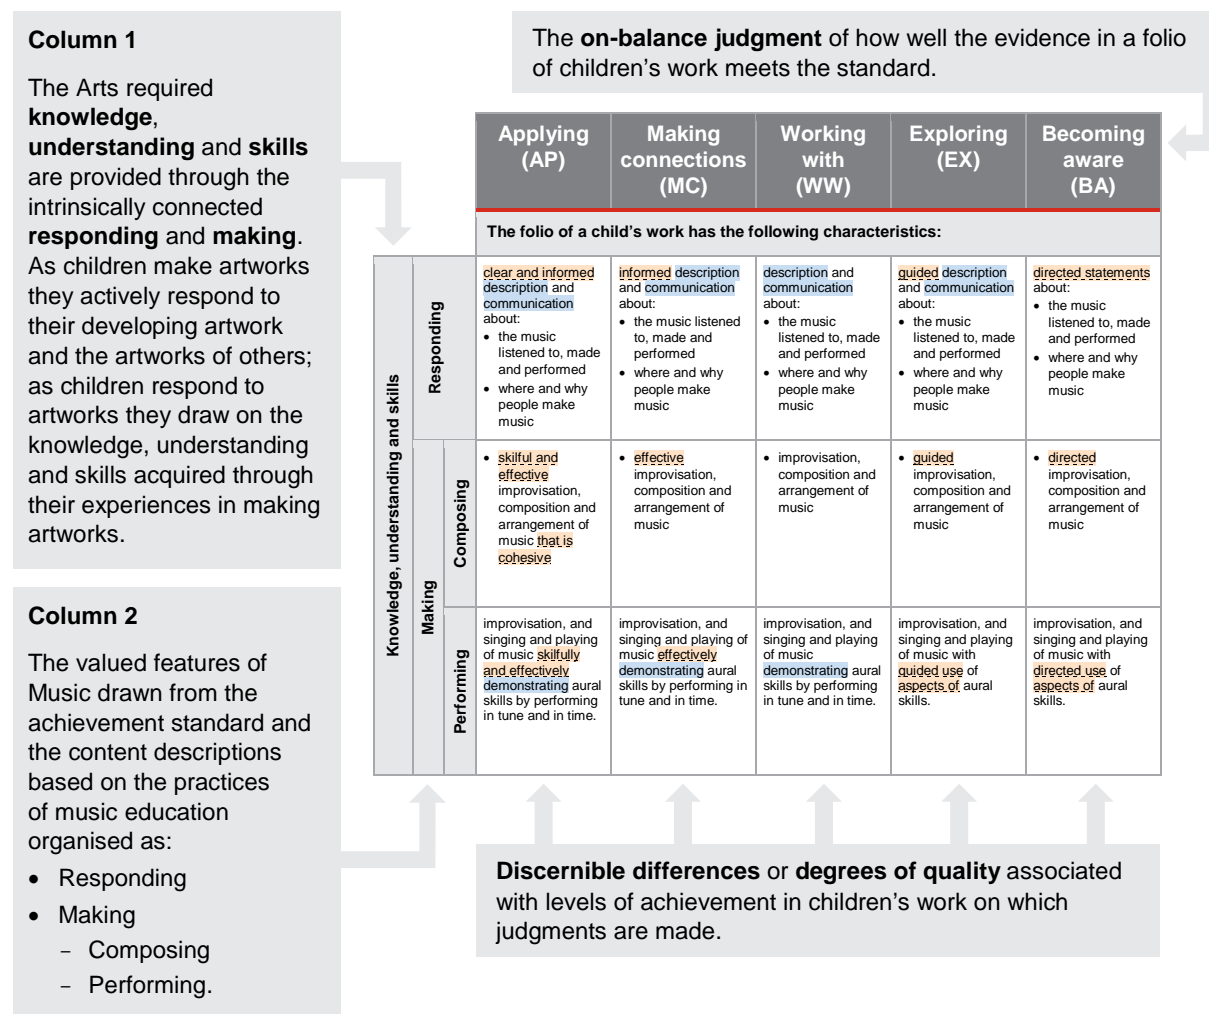 Column 1
The Arts required
knowledge,
understanding and skills
are provided through the
intrinsically connected
responding and making.
As children make artworks
they actively respond to
their developing artwork
and the artworks of others;
as children respond to
artworks they draw on the
knowledge, understanding
and skills acquired through
their experiences in making
artworks.
Column 2
The valued features of
Music drawn from the
achievement standard and
the content descriptions
based on the practices
of music education
organised as:
• Responding
• Making
– Composing
– Performing.
The on-balance judgment of how well the evidence in a folio
of children’s work meets the standard.
Applying
(AP)
Making
connections
(MC)
Working
with
(WW)
Exploring
(EX)
Becoming
aware
(BA)
The folio of a child’s work has the following characteristics:
Knowledge, understanding and skills
Responding
clear and informed
description and
communication
about:
• the music
listened to, made
and performed
• where and why
people make
music
informed description
and communication
about:
• the music listened
to, made and
performed
• where and why
people make
music
description and
communication
about:
• the music
listened to, made
and performed
• where and why
people make
music
guided description
and communication
about:
• the music
listened to, made
and performed
• where and why
people make
music
directed statements
about:
• the music
listened to, made
and performed
• where and why
people make
music
Making
Composing
• skilful and
effective
improvisation,
composition and
arrangement of
music that is
cohesive
• effective
improvisation,
composition and
arrangement of
music
• improvisation,
composition and
arrangement of
music
• guided
improvisation,
composition and
arrangement of
music
• directed
improvisation,
composition and
arrangement of
music
Performing
improvisation, and
singing and playing
of music skilfully
and effectively
demonstrating aural
skills by performing
in tune and in time.
improvisation, and
singing and playing of
music effectively
demonstrating aural
skills by performing in
tune and in time.
improvisation, and
singing and playing
of music
demonstrating aural
skills by performing
in tune and in time.
improvisation, and
singing and playing
of music with
guided use of
aspects of aural
skills.
improvisation, and
singing and playing
of music with
directed use of
aspects of aural
skills.
Discernible differences or degrees of quality associated
with levels of achievement in children’s work on which
judgments are made.